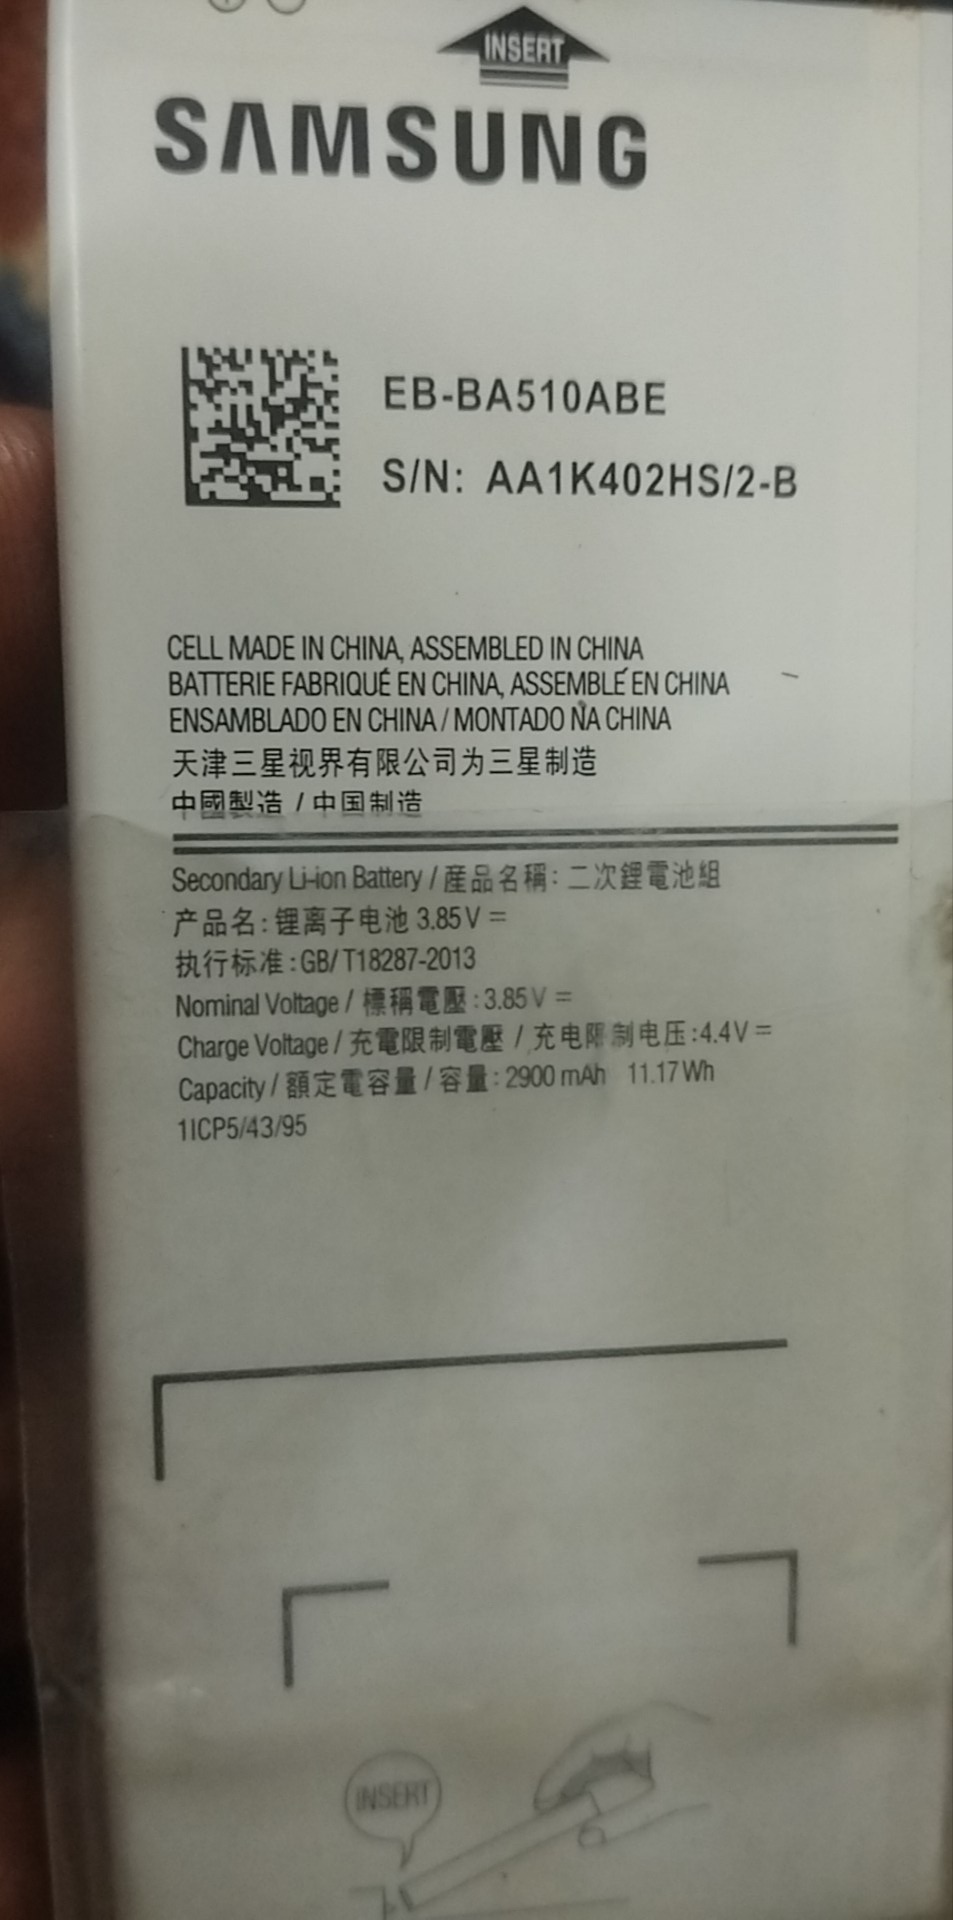 INSERT
SAMSUNG
EB-BA510ABE
S/N: AA1K402HS/2-B
CELL MADE IN CHINA, ASSEMBLED IN CHINA
BATTERIE FABRIQUÉ EN CHINA, ASSEMBLÉ EN CHINA
ENSAMBLADO EN CHINA / MONTADO NA CHINA
天津三星视界有限公司为三星制造
中國製造 / 中国制造
Secondary Li-ion Battery / 産品名稱: 二次鋰電池組
产品名: 锂离子电池 3.85V ⎓
执行标准:GB/T18287-2013
Nominal Voltage / 標稱電壓:3.85V ⎓
Charge Voltage / 充電限制電壓 / 充电限制电压:4.4V ⎓
Capacity / 額定電容量 / 容量: 2900 mAh 11.17 Wh
1ICP5/43/95
INSERT